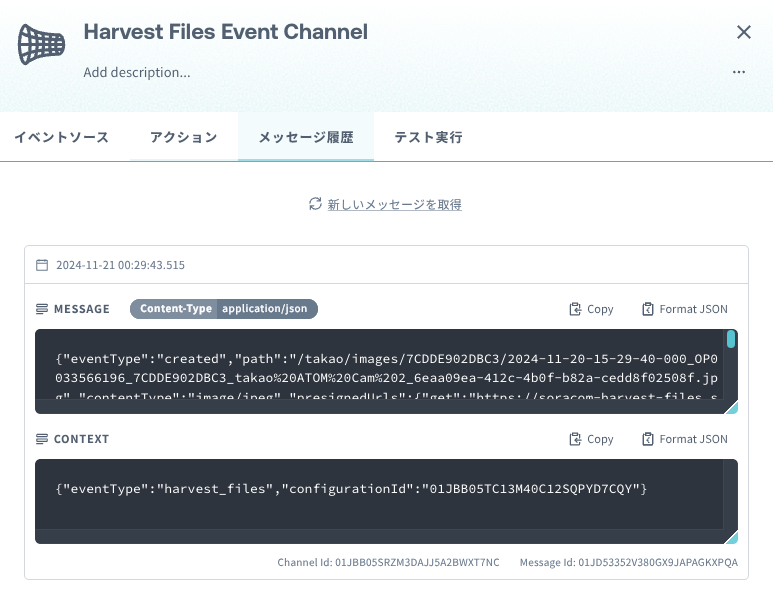 Harvest Files Event Channel
Add description...
イベントソース
アクション
メッセージ履歴
テスト実行
新しいメッセージを取得
2024-11-21 00:29:43.515
MESSAGE
Content-Type application/json
Copy
Format JSON
{"eventType":"created","path":"/takao/images/7CDDE902DBC3/2024-11-20-15-29-40-000_OP0
033566196_7CDDE902DBC3_takao%20ATOM%20Cam%202_6eaa09ea-412c-4b0f-b82a-cedd8f02508f.jp
g","contentType":"image/jpeg","presignedUrls":{"get":"https://soracom-harvest-files.s
CONTEXT
Copy
Format JSON
{"eventType":"harvest_files","configurationId":"01JBB05TC13M40C12SQPYD7CQY"}
Channel Id: 01JBB05SRZM3DAJJ5A2BWXT7NC
Message Id: 01JD53352V380GX9JAPAGKXPQA